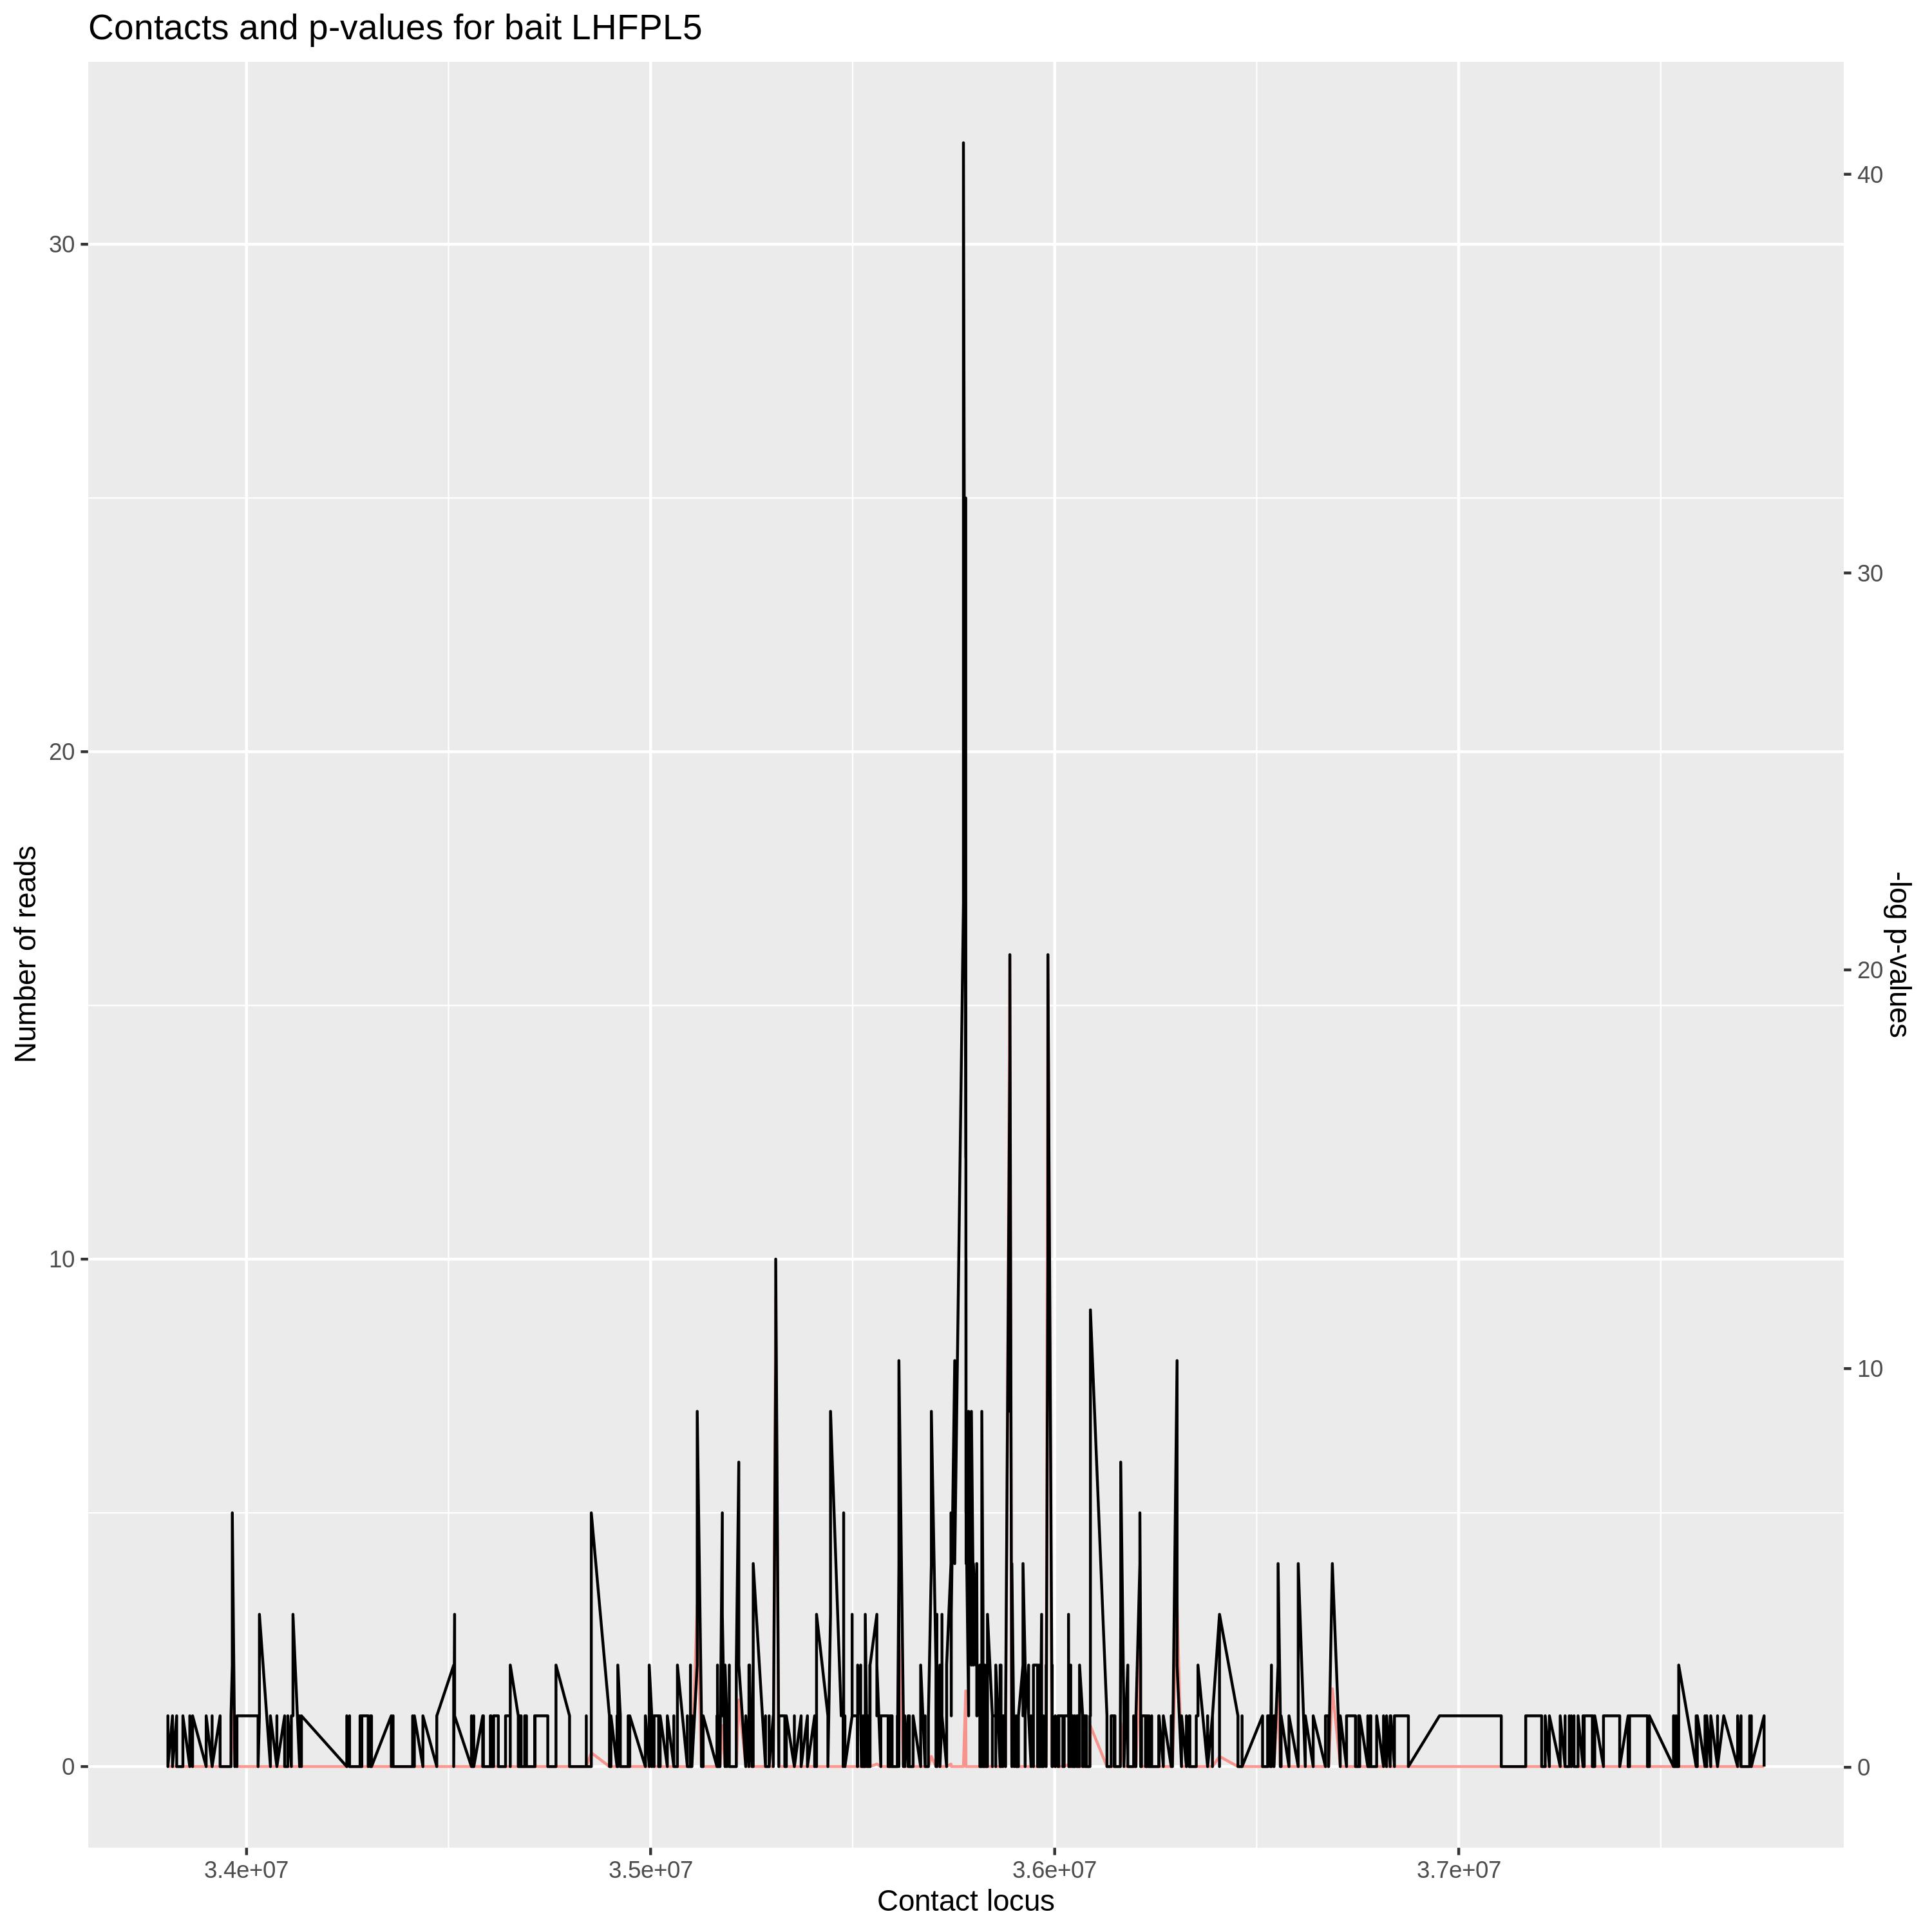 Contacts and p-values for bait LHFPL5
Number of reads
30
20
10
0
40
30
20
10
0
-log p-values
3.4e+07
3.5e+07
3.6e+07
3.7e+07
Contact locus